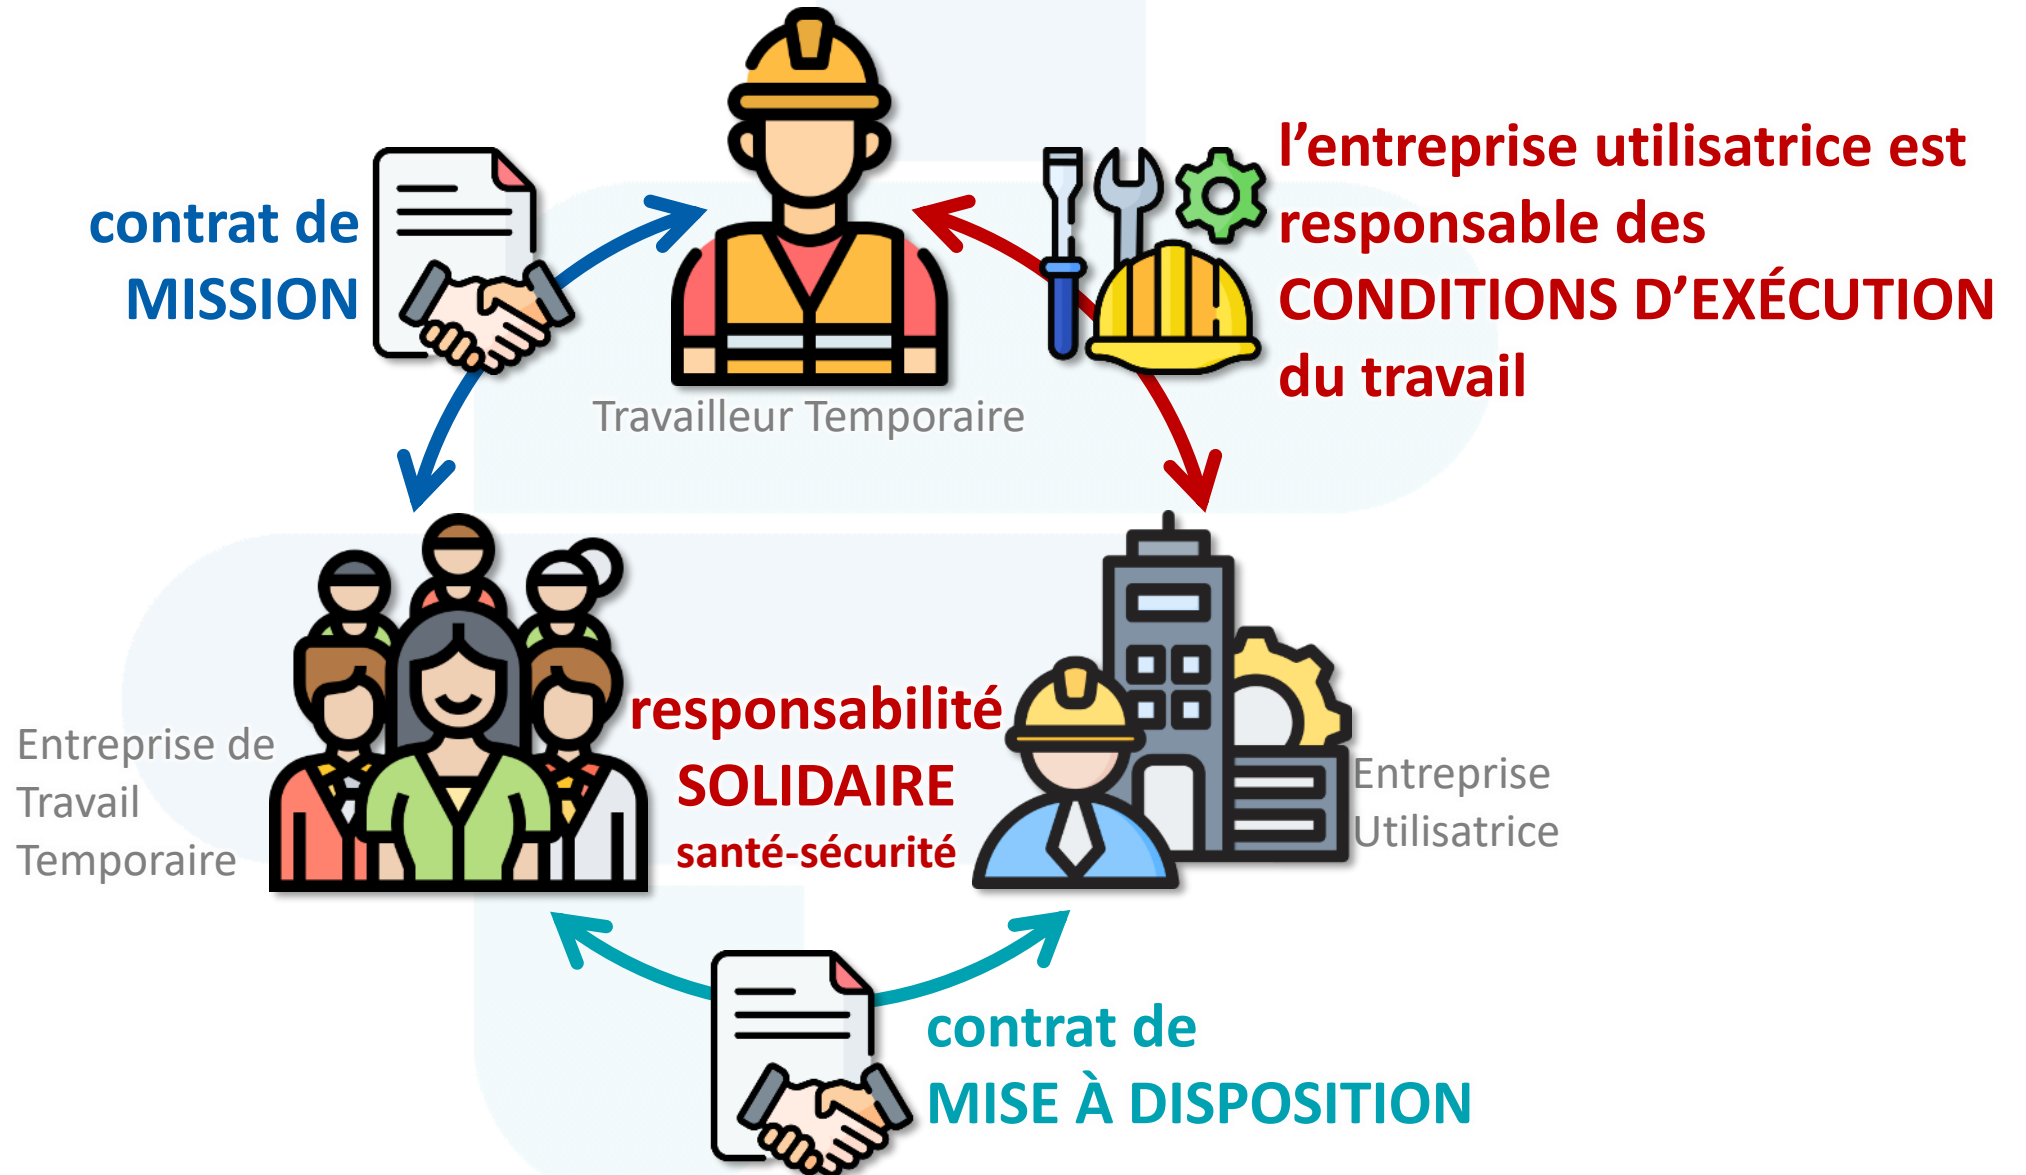 contrat de
MISSION
l’entreprise utilisatrice est
responsable des
CONDITIONS D’EXÉCUTION
du travail
Travailleur Temporaire
Entreprise de
Travail
Temporaire
responsabilité
SOLIDAIRE
santé-sécurité
Entreprise
Utilisatrice
contrat de
MISE À DISPOSITION